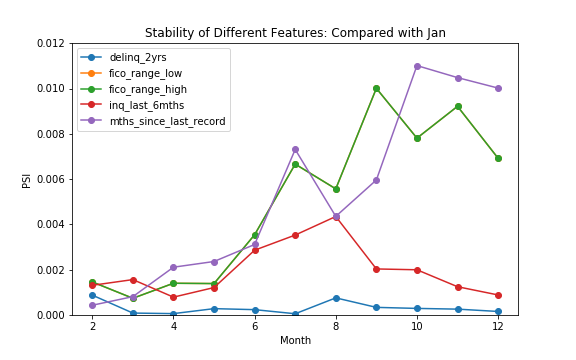 Stability of Different Features: Compared with Jan
0.012
0.010
0.008
0.006
0.004
0.002
0.000
PSI
delinq_2yrs
fico_range_low
fico_range_high
inq_last_6mths
mths_since_last_record
2 4 6 8 10 12
Month